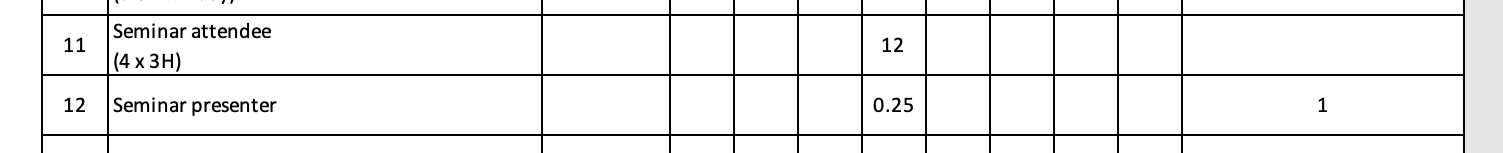 11 Seminar attendee
(4 x 3H) 12
12 Seminar presenter 0.25 1